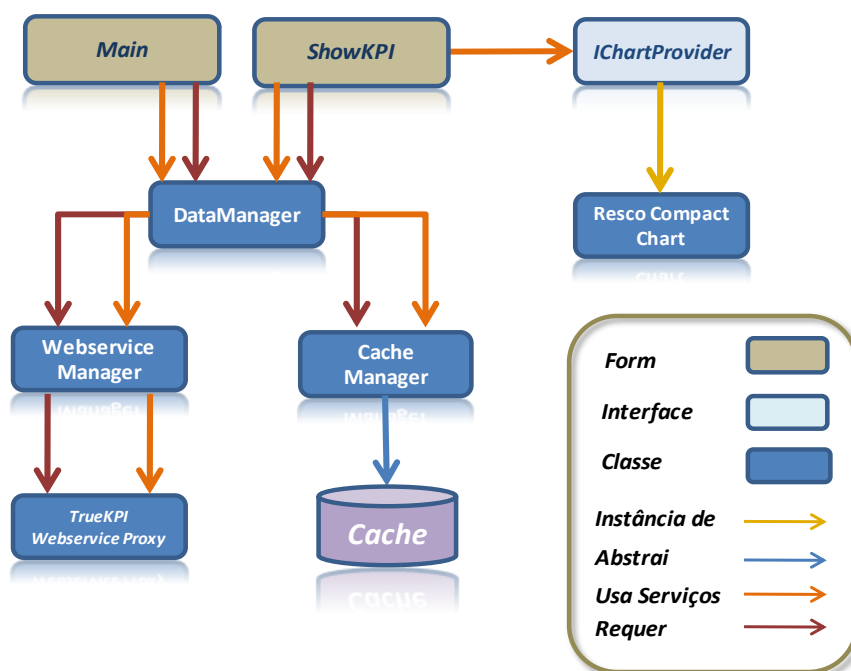 Main
ShowKPI
IChartProvider
DataManager
Resco Compact
Chart
Webservice
Manager
Cache
Manager
TrueKPI
Webservice Proxy
Cache
Form
Interface
Classe
Instância de
Abstrai
Usa Serviços
Requer